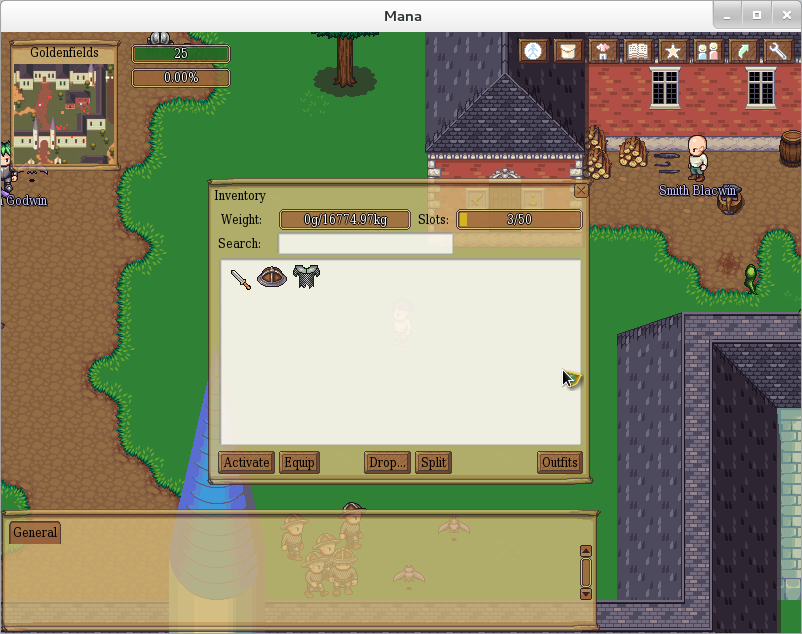 Mana
Goldenfields
25
0.00%
Godwin
Smith Blacwin
Inventory
Weight: 0g/16774.97kg Slots: 3/50
Search:
Activate Equip Drop... Split Outfits
General